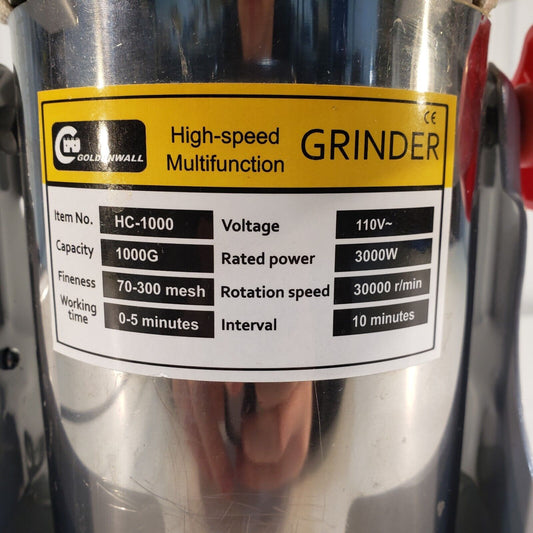 GOLDENWALL
High-speed
Multifunction
GRINDER
CE
Item No. HC-1000 Voltage 110V~
Capacity 1000G Rated power 3000W
Fineness 70-300 mesh Rotation speed 30000 r/min
Working time 0-5 minutes Interval 10 minutes